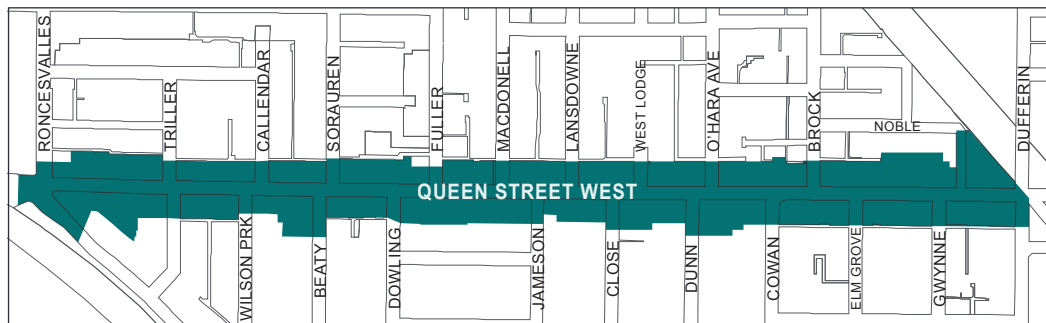 RONCESVALLES
TRILLER
CALLENDAR
SORAUREN
FULLER
MACDONELL
LANSDOWNE
WEST LODGE
O'HARA AVE
BROCK
NOBLE
DUFFERIN
QUEEN STREET WEST
WILSON PRK
BEATY
DOWLING
JAMESON
CLOSE
DUNN
COWAN
ELM GROVE
GWYNNE